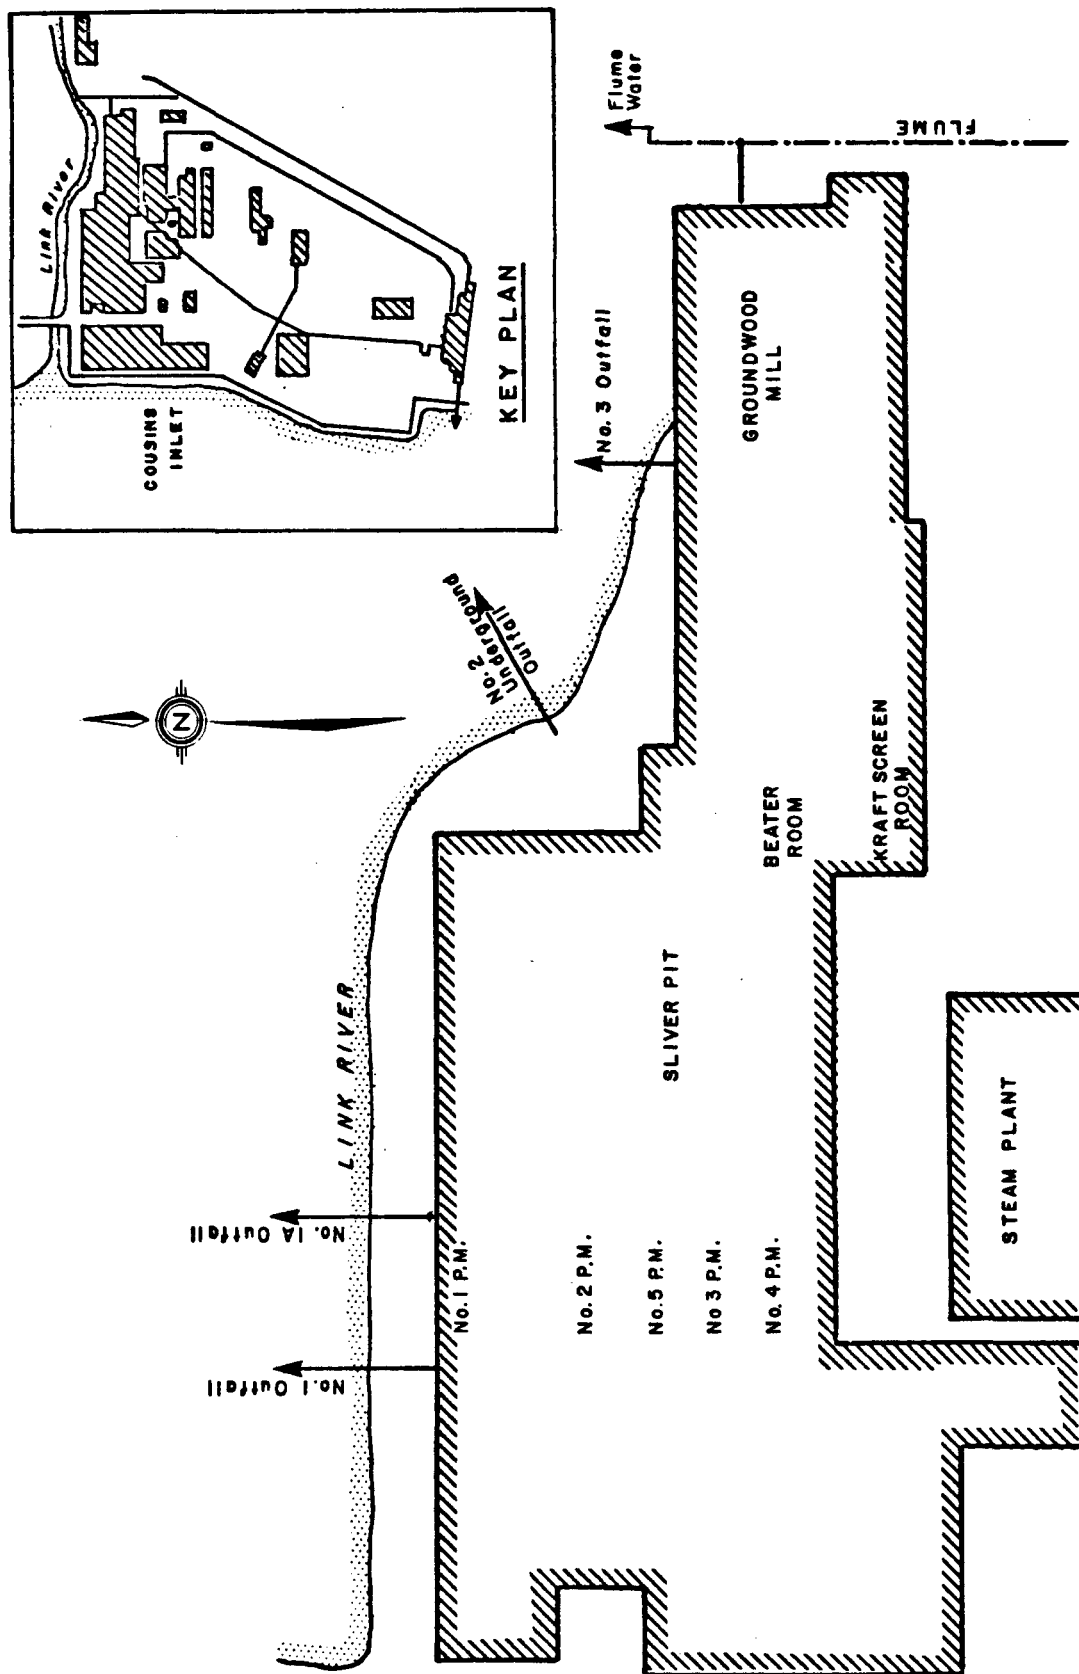 Link River
COUSINS
INLET
KEY PLAN
Flume
Water
FLUME
No. 3 Outfall
No. 2
Underground
Outfall
N
LINK RIVER
No. 1A Outfall
No. 1 Outfall
GROUNDWOOD
MILL
BEATER
ROOM
KRAFT SCREEN
ROOM
SLIVER PIT
No. 1 P.M.
No. 2 P.M.
No. 5 P.M.
No 3 P.M.
No. 4 P.M.
STEAM PLANT